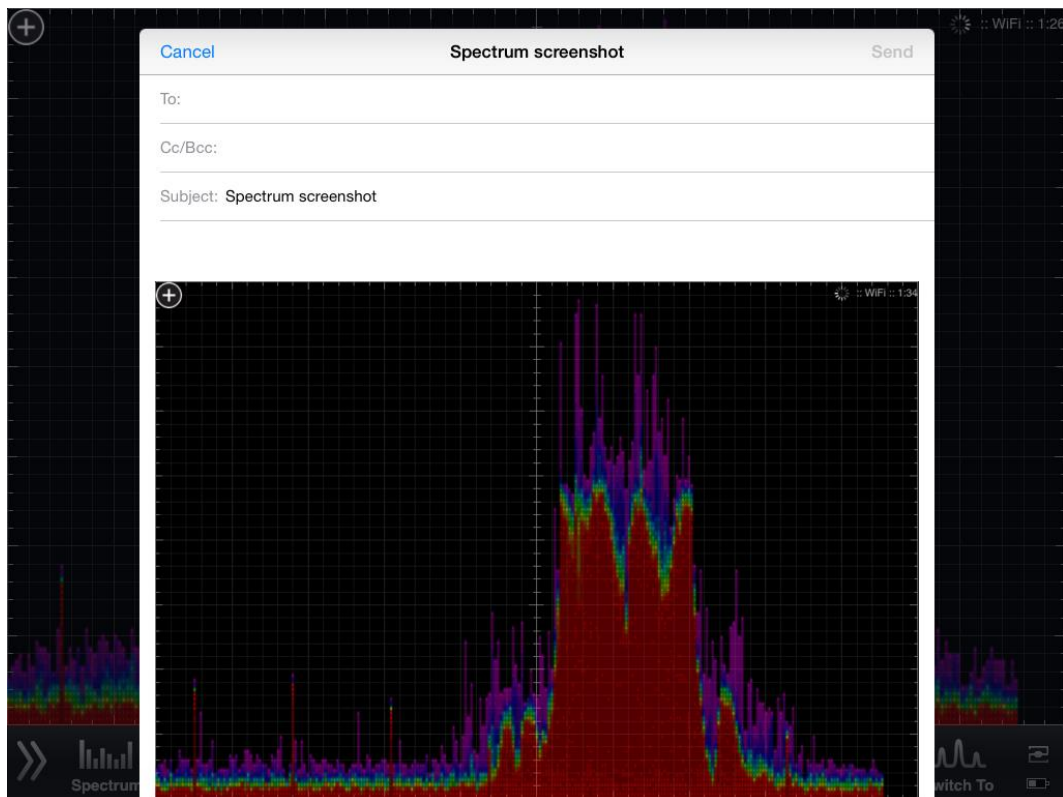 :: WiFi :: 1:26
Cancel
Spectrum screenshot
Send
To:
Cc/Bcc:
Subject: Spectrum screenshot
:: WiFi :: 1:34
Spectrum
witch To